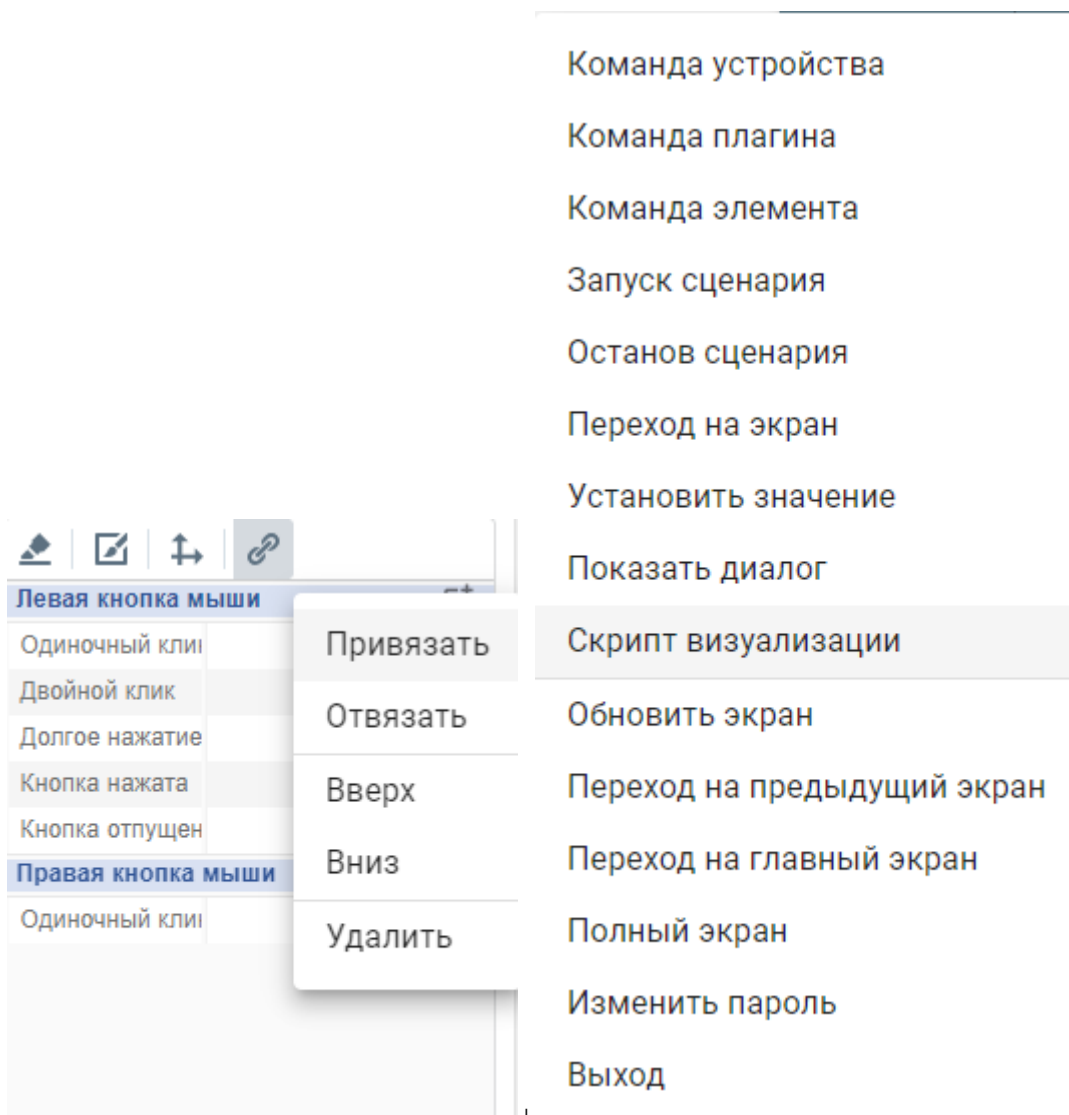 Левая кнопка мыши
Одиночный кли
Двойной клик
Долгое нажатие
Кнопка нажата
Кнопка отпущен
Правая кнопка мыши
Одиночный кли
Привязать
Отвязать
Вверх
Вниз
Удалить
Команда устройства
Команда плагина
Команда элемента
Запуск сценария
Останов сценария
Переход на экран
Установить значение
Показать диалог
Скрипт визуализации
Обновить экран
Переход на предыдущий экран
Переход на главный экран
Полный экран
Изменить пароль
Выход